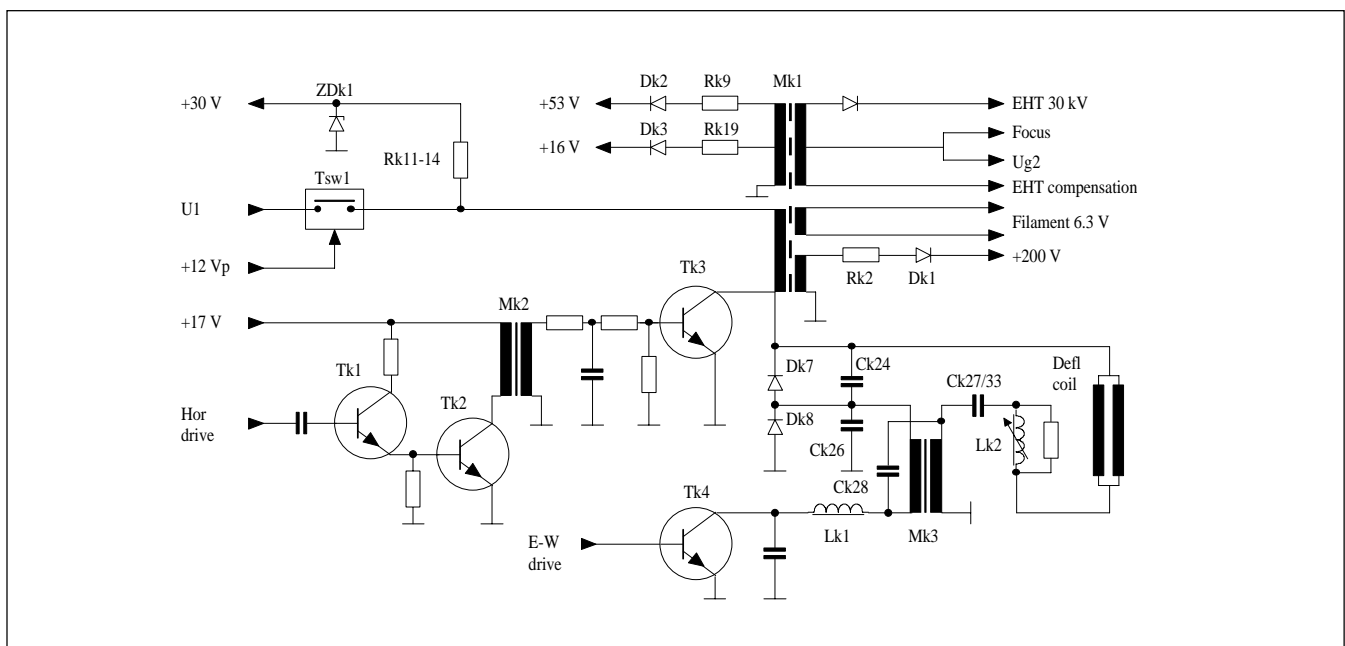 Dk2
Rk9
Mk1
ZDk1
+30 V
+53 V
EHT 30 kV
Dk3
Rk19
Focus
+16 V
Rk11-14
Ug2
Tsw1
EHT compensation
U1
Filament 6.3 V
+12 Vp
Tk3
Rk2
Dk1
+200 V
Mk2
+17 V
Dk7
Ck24
Defl
coil
Tk1
Ck27/33
Tk2
Hor
drive
Dk8
Ck26
Lk2
Ck28
Tk4
E-W
drive
Lk1
Mk3